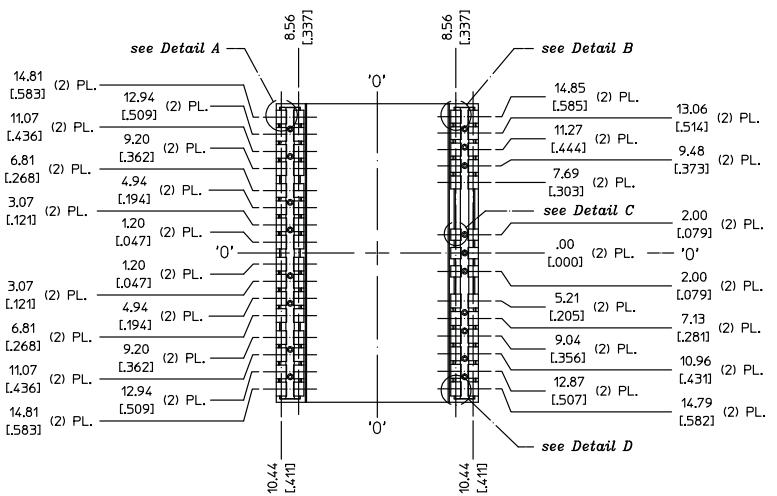 8.56
[.337]
8.56
[.337]
see Detail A
see Detail B
'0'
14.81
[.583] (2) PL.
12.94
[.509] (2) PL.
11.07
[.436] (2) PL.
9.20
[.362] (2) PL.
6.81
[.268] (2) PL.
4.94
[.194] (2) PL.
3.07
[.121] (2) PL.
1.20
[.047] (2) PL.
'0'
1.20
[.047] (2) PL.
3.07
[.121] (2) PL.
4.94
[.194] (2) PL.
6.81
[.268] (2) PL.
9.20
[.362] (2) PL.
11.07
[.436] (2) PL.
12.94
[.509] (2) PL.
14.81
[.583] (2) PL.
14.85
[.585] (2) PL.
13.06
[.514] (2) PL.
11.27
[.444] (2) PL.
9.48
[.373] (2) PL.
7.69
[.303] (2) PL.
see Detail C
2.00
[.079] (2) PL.
.00
[.000] (2) PL.
'0'
2.00
[.079] (2) PL.
5.21
[.205] (2) PL.
7.13
[.281] (2) PL.
9.04
[.356] (2) PL.
10.96
[.431] (2) PL.
12.87
[.507] (2) PL.
14.79
[.582] (2) PL.
'0'
see Detail D
10.44
[.411]
10.44
[.411]